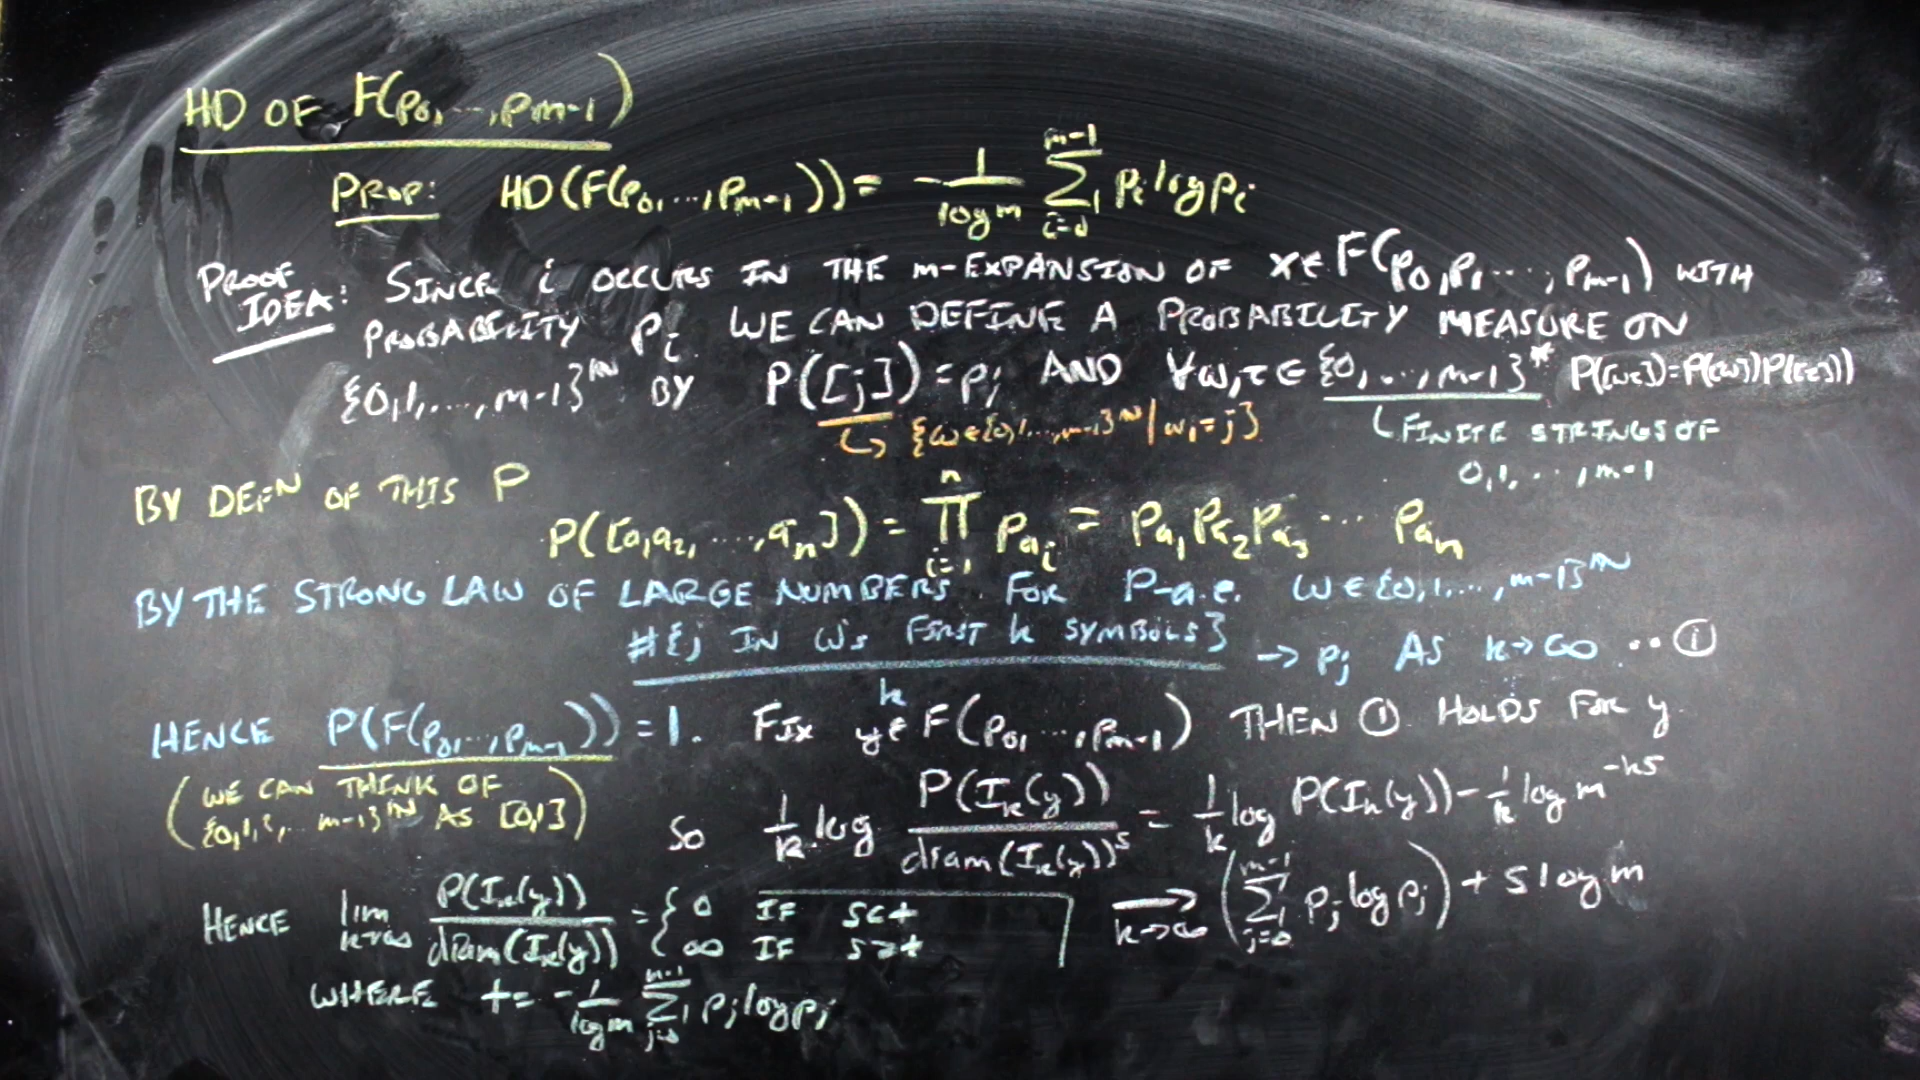 HD OF F(p₀, ..., pₘ₋₁)
PROP: HD(F(p₀, ..., pₘ₋₁)) = -1/log m ∑_{i=0}^{m-1} pᵢ log pᵢ
PROOF IDEA: SINCE i OCCURS IN THE m-EXPANSION OF x∈F(p₀,p₁...,pₘ₋₁) WITH
PROBABILITY pᵢ WE CAN DEFINE A PROBABILITY MEASURE ON
{0,1,...,m-1}^ℕ BY P([j]) = pⱼ AND ∀ω,τ∈{0,...,m-1}* P([ωτ])=P([ω])P([τ])
↳ {ω∈{0,1,...,m-1}^ℕ | ω₁=j}
↳ FINITE STRINGS OF
0,1,...,m-1
BY DEFᴺ OF THIS P
P([a₁a₂,...,aₙ]) = ∏_{i=1}^{n} p_{aᵢ} = p_{a₁}p_{a₂}p_{a₃}...p_{aₙ}
BY THE STRONG LAW OF LARGE NUMBERS. FOR P-a.e. ω∈{0,1,...,m-1}^ℕ
#{j IN ω's FIRST k SYMBOLS} / k → pⱼ AS k→∞ ..①
HENCE P(F(p₀,...,pₘ₋₁)) = 1. FIX y∈F(p₀,...,pₘ₋₁) THEN ① HOLDS FOR y.
(WE CAN THINK OF
{0,1,2,...m-1}^ℕ AS [0,1])
SO 1/k log P(Iₖ(y))/diam(Iₖ(y))^s = 1/k log P(Iₖ(y)) - 1/k log m^{-ks}
→_{k→∞} (∑_{j=0}^{m-1} pⱼ log pⱼ) + s log m
HENCE lim_{k→∞} P(Iₖ(y))/diam(Iₖ(y)) = { 0 IF s<t
∞ IF s>t
WHERE t = -1/log m ∑_{j=0}^{m-1} pⱼ log pⱼ